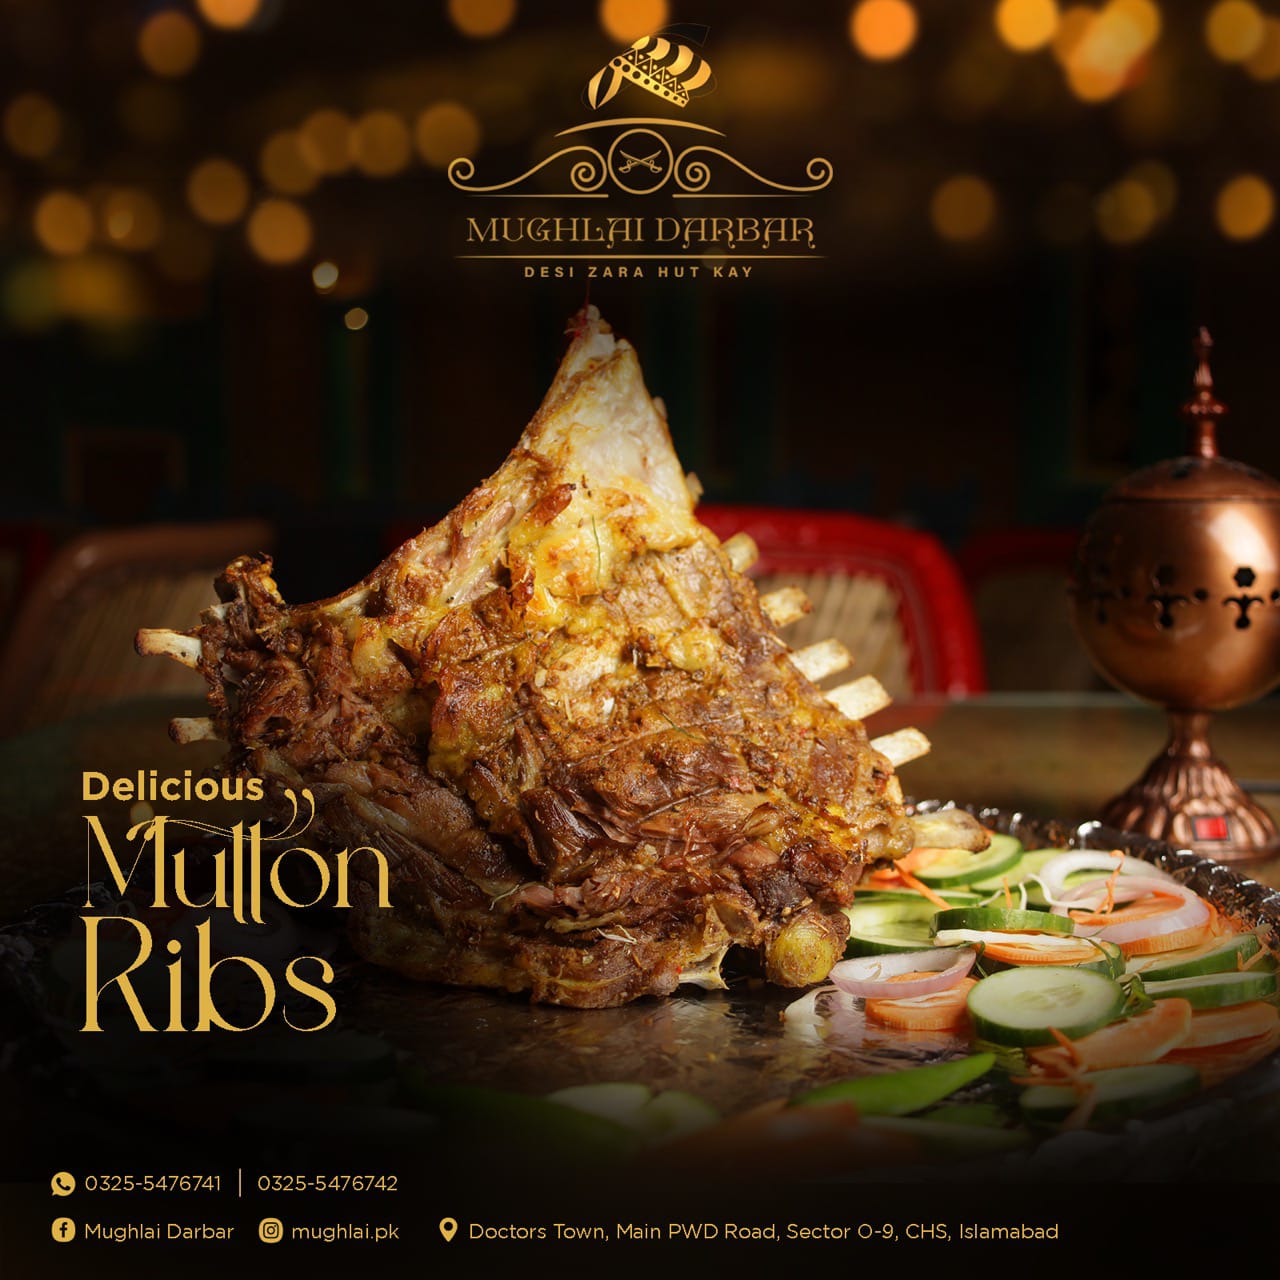 MUGHLAI DARBAR
DESI ZARA HUT KAY
Delicious
Mutton
Ribs
0325-5476741 | 0325-5476742
Mughlai Darbar mughlai.pk Doctors Town, Main PWD Road, Sector O-9, CHS, Islamabad